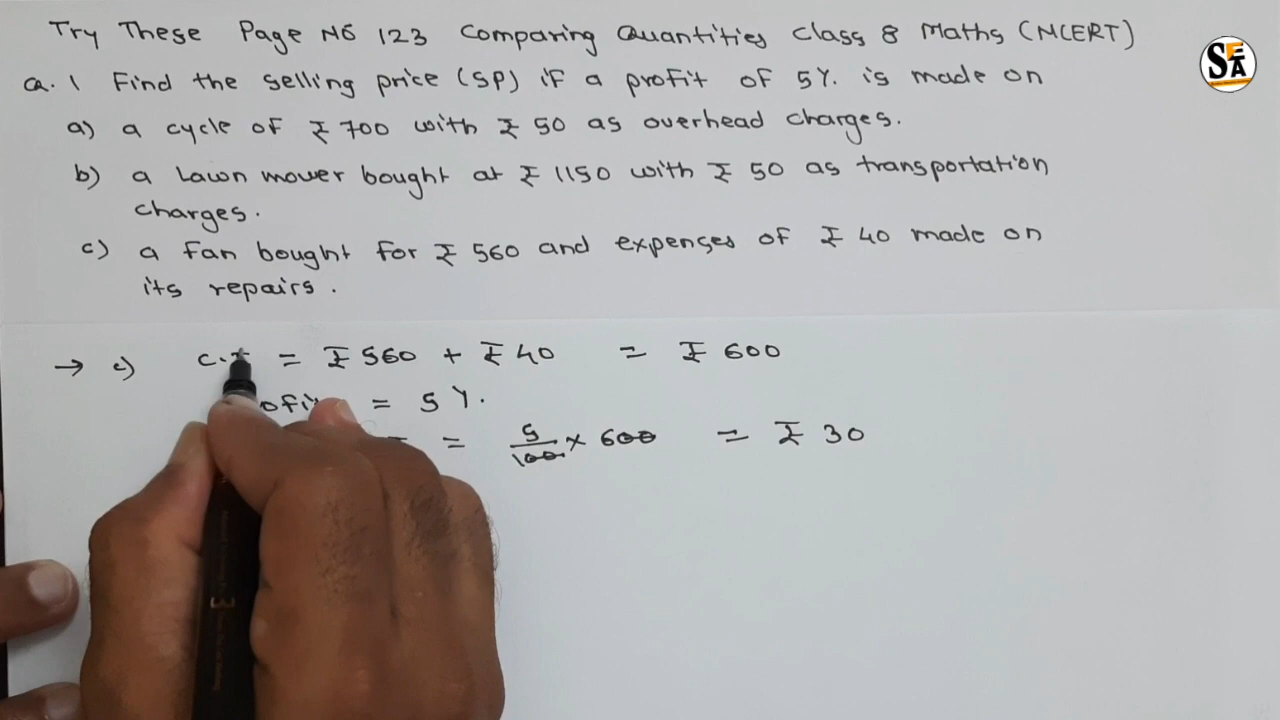 Try These Page No 123 Comparing Quantities Class 8 Maths (NCERT)
Q.1 Find the selling price (SP) if a profit of 5% is made on
a) a cycle of ₹700 with ₹50 as overhead charges.
b) a lawn mower bought at ₹1150 with ₹50 as transportation
charges.
c) a fan bought for ₹560 and expenses of ₹40 made on
its repairs.
→ c) C. = ₹560 + ₹40 = ₹600
= 5%.
= 5/100 × 600 = ₹30
SFA